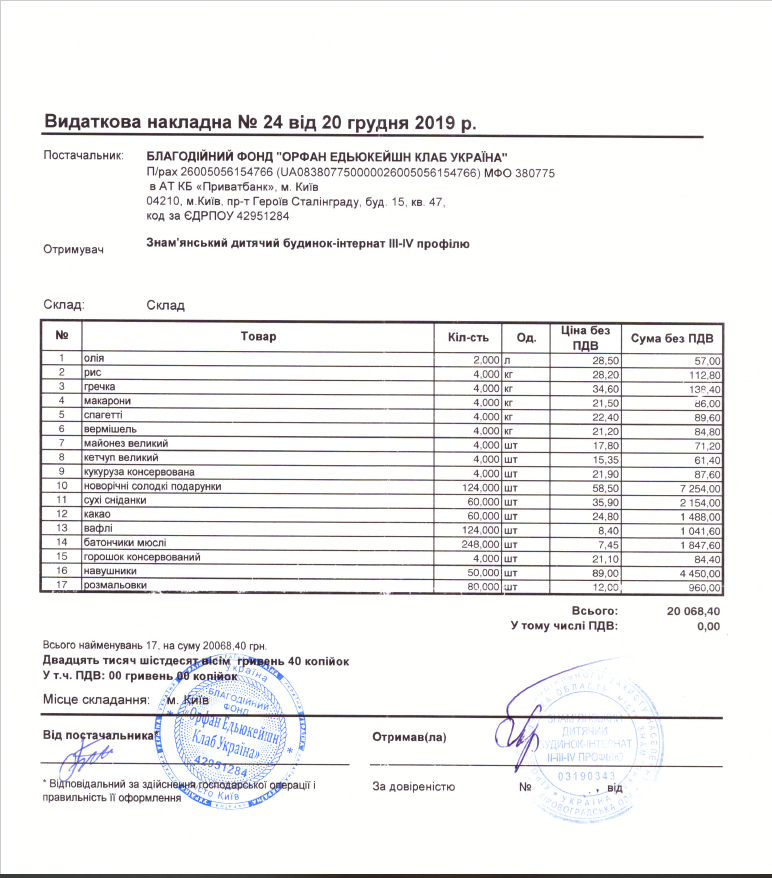 Видаткова накладна № 24 від 20 грудня 2019 р.
Постачальник: БЛАГОДІЙНИЙ ФОНД "ОРФАН ЕДЬЮКЕЙШН КЛАБ УКРАЇНА"
П/рах 26005056154766 (UA083807750000026005056154766) МФО 380775
в АТ КБ «Приватбанк», м. Київ
04210, м.Київ, пр-т Героїв Сталінграду, буд. 15, кв. 47,
код за ЄДРПОУ 42951284
Отримувач Знам'янський дитячий будинок-інтернат III-IV профілю
Склад: Склад
№ Товар Кіл-сть Од. Ціна без ПДВ Сума без ПДВ
1 олія 2,000 л 28,50 57,00
2 рис 4,000 кг 28,20 112,80
3 гречка 4,000 кг 34,60 138,40
4 макарони 4,000 кг 21,50 86,00
5 спагетті 4,000 кг 22,40 89,60
6 вермішель 4,000 кг 21,20 84,80
7 майонез великий 4,000 шт 17,80 71,20
8 кетчуп великий 4,000 шт 15,35 61,40
9 кукуруза консервована 4,000 шт 21,90 87,60
10 новорічні солодкі подарунки 124,000 шт 58,50 7 254,00
11 сухі сніданки 60,000 шт 35,90 2 154,00
12 какао 60,000 шт 24,80 1 488,00
13 вафлі 124,000 шт 8,40 1 041,60
14 батончики мюслі 248,000 шт 7,45 1 847,60
15 горошок консервований 4,000 шт 21,10 84,40
16 навушники 50,000 шт 89,00 4 450,00
17 розмальовки 80,000 шт 12,00 960,00
Всього: 20 068,40
У тому числі ПДВ: 0,00
Всього найменувань 17, на суму 20068,40 грн.
Двадцять тисяч шістдесят вісім гривень 40 копійок
У т.ч. ПДВ: 00 гривень 00 копійок
Місце складання: м. Київ
Від постачальника* Отримав(ла)
* Відповідальний за здійснення господарської операції і
правильність її оформлення
За довіреністю № від
Україна
БЛАГОДІЙНИЙ
ФОНД
«Орфан Едьюкейшн
Клаб Україна»
42951284
місто Київ
ЗНАМ'ЯНСЬКИЙ
ДИТЯЧИЙ
БУДИНОК-ІНТЕРНАТ
II-III-IV ПРОФІЛЮ
03190343
УКРАЇНА